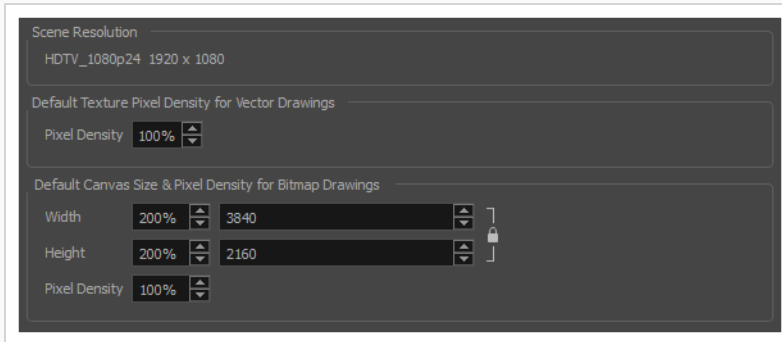 Scene Resolution
HDTV_1080p24 1920 x 1080
Default Texture Pixel Density for Vector Drawings
Pixel Density 100%
Default Canvas Size & Pixel Density for Bitmap Drawings
Width 200% 3840
Height 200% 2160
Pixel Density 100%